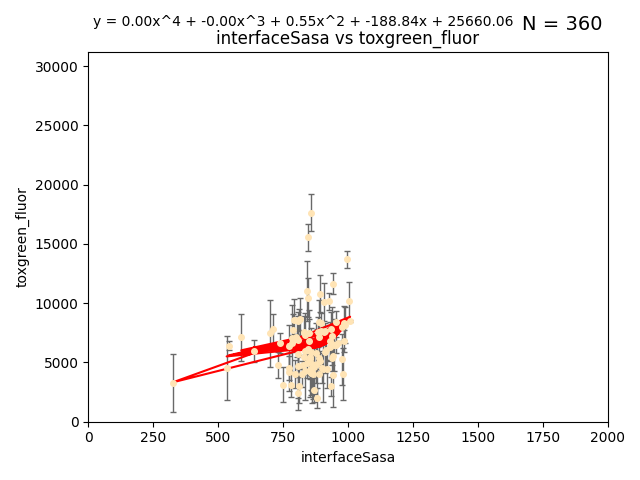 y = 0.00x^4 + -0.00x^3 + 0.55x^2 + -188.84x + 25660.06 N = 360
interfaceSasa vs toxgreen_fluor
30000
25000
20000
15000
10000
5000
0
toxgreen_fluor
0 250 500 750 1000 1250 1500 1750 2000
interfaceSasa